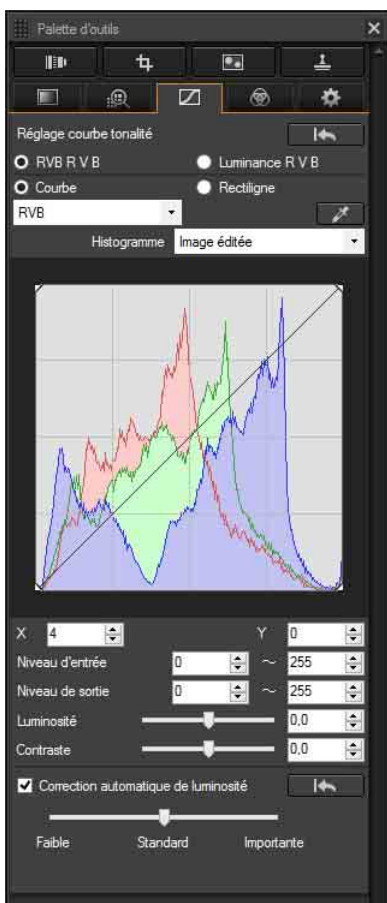 Palette d'outils
Réglage courbe tonalité
RVB R V B Luminance R V B
Courbe Rectiligne
RVB
Histogramme Image éditée
X 4 Y 0
Niveau d'entrée 0 ~ 255
Niveau de sortie 0 ~ 255
Luminosité 0,0
Contraste 0,0
Correction automatique de luminosité
Faible Standard Importante